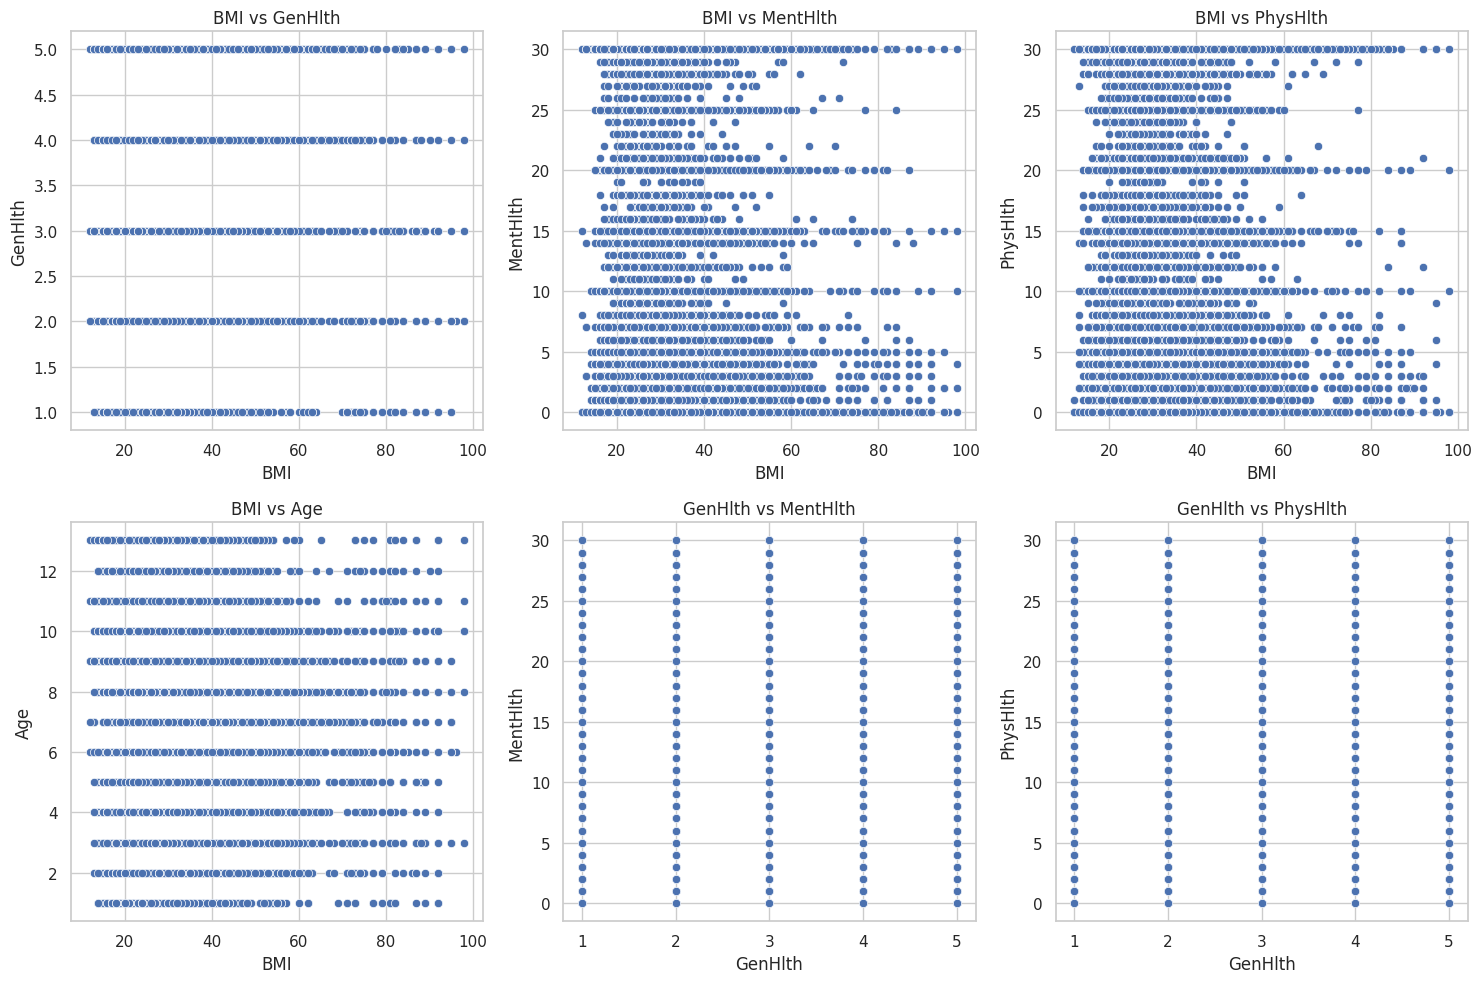 BMI vs GenHlth
5.0
4.5
4.0
3.5
3.0
2.5
2.0
1.5
1.0
GenHlth
20 40 60 80 100
BMI
BMI vs MentHlth
30
25
20
15
10
5
0
MentHlth
20 40 60 80 100
BMI
BMI vs PhysHlth
30
25
20
15
10
5
0
PhysHlth
20 40 60 80 100
BMI
BMI vs Age
12
10
8
6
4
2
Age
20 40 60 80 100
BMI
GenHlth vs MentHlth
30
25
20
15
10
5
0
MentHlth
1 2 3 4 5
GenHlth
GenHlth vs PhysHlth
30
25
20
15
10
5
0
PhysHlth
1 2 3 4 5
GenHlth